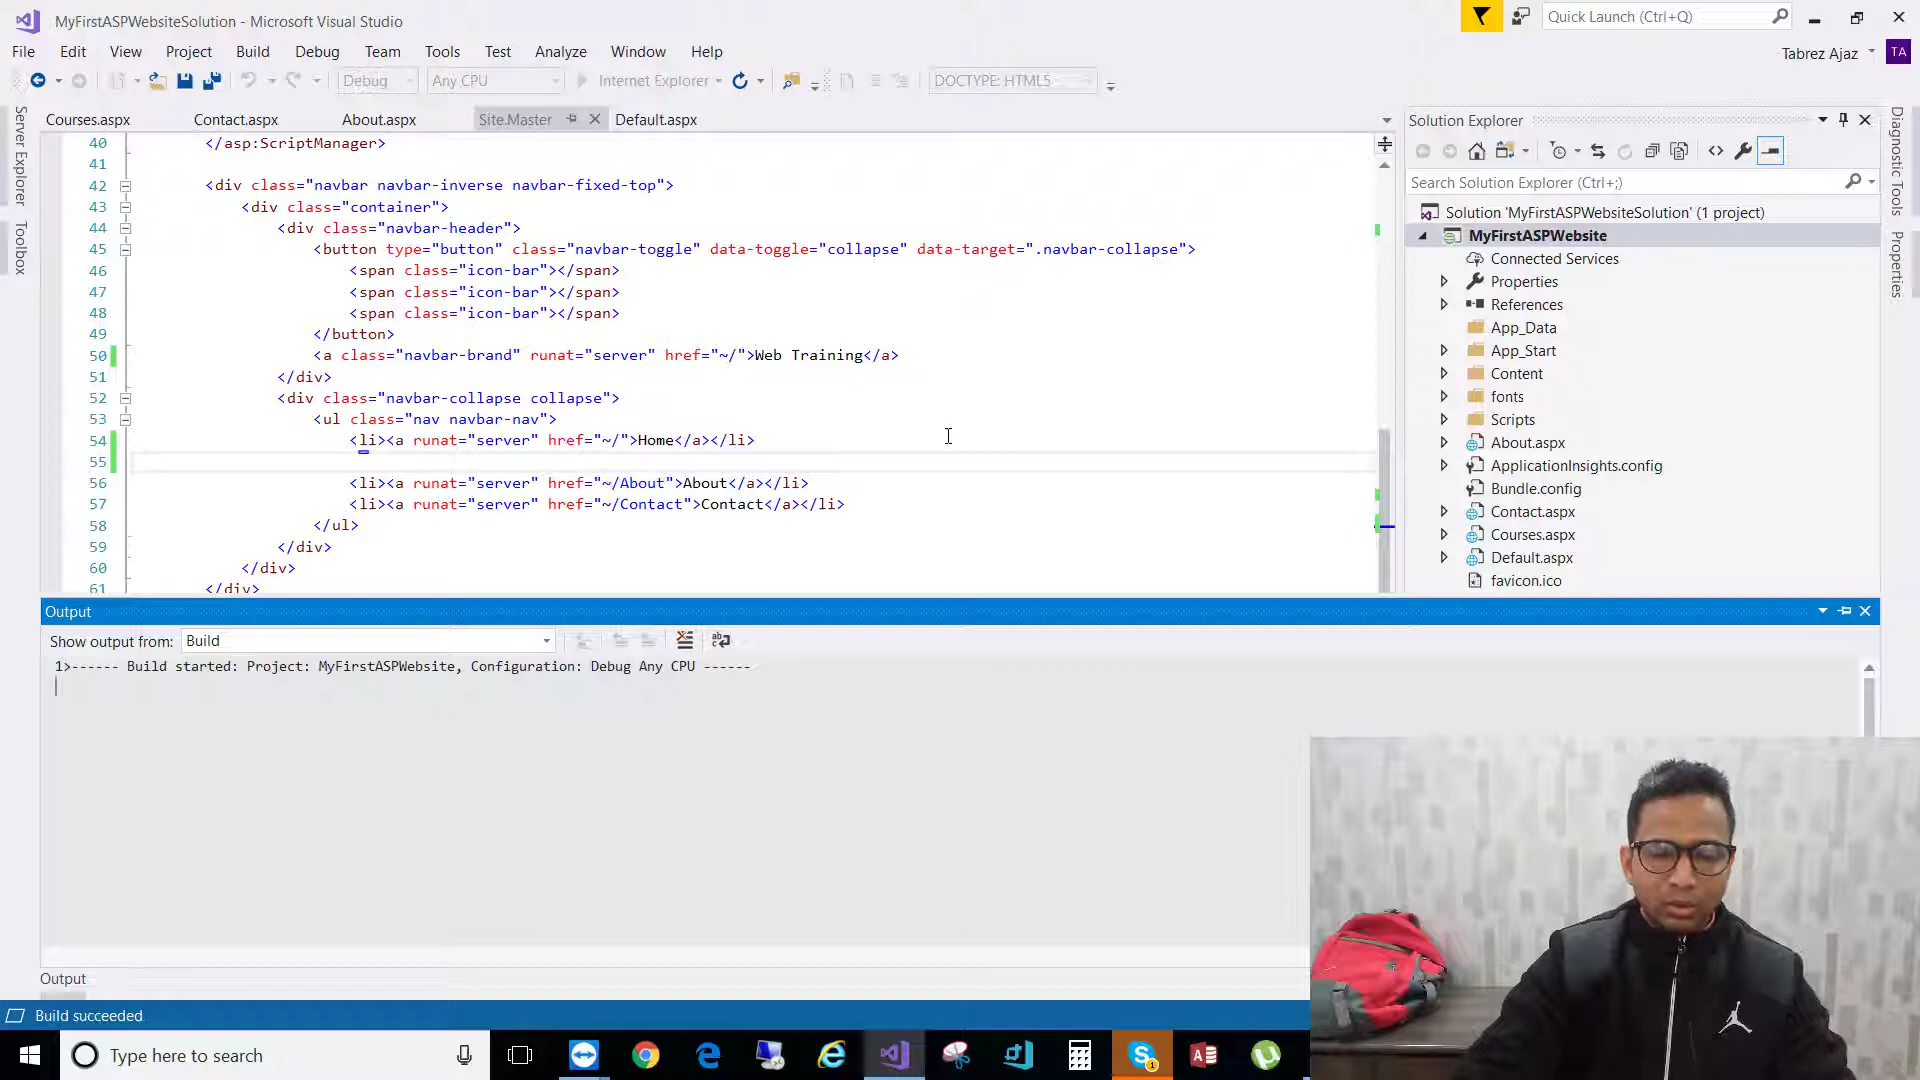 MyFirstASPWebsiteSolution - Microsoft Visual Studio
Quick Launch (Ctrl+Q)
File Edit View Project Build Debug Team Tools Test Analyze Window Help
Tabrez Ajaz TA
Debug Any CPU Internet Explorer DOCTYPE: HTML5
Server Explorer
Toolbox
Courses.aspx Contact.aspx About.aspx Site.Master Default.aspx
40 </asp:ScriptManager>
41
42 <div class="navbar navbar-inverse navbar-fixed-top">
43 <div class="container">
44 <div class="navbar-header">
45 <button type="button" class="navbar-toggle" data-toggle="collapse" data-target=".navbar-collapse">
46 <span class="icon-bar"></span>
47 <span class="icon-bar"></span>
48 <span class="icon-bar"></span>
49 </button>
50 <a class="navbar-brand" runat="server" href="~/">Web Training</a>
51 </div>
52 <div class="navbar-collapse collapse">
53 <ul class="nav navbar-nav">
54 <li><a runat="server" href="~/">Home</a></li>
55
56 <li><a runat="server" href="~/About">About</a></li>
57 <li><a runat="server" href="~/Contact">Contact</a></li>
58 </ul>
59 </div>
60 </div>
61 </div>
Solution Explorer
Search Solution Explorer (Ctrl+;)
Solution 'MyFirstASPWebsiteSolution' (1 project)
MyFirstASPWebsite
Connected Services
Properties
References
App_Data
App_Start
Content
fonts
Scripts
About.aspx
ApplicationInsights.config
Bundle.config
Contact.aspx
Courses.aspx
Default.aspx
favicon.ico
Diagnostic Tools
Properties
Output
Show output from: Build
1>------ Build started: Project: MyFirstASPWebsite, Configuration: Debug Any CPU ------
Output
Build succeeded
Type here to search